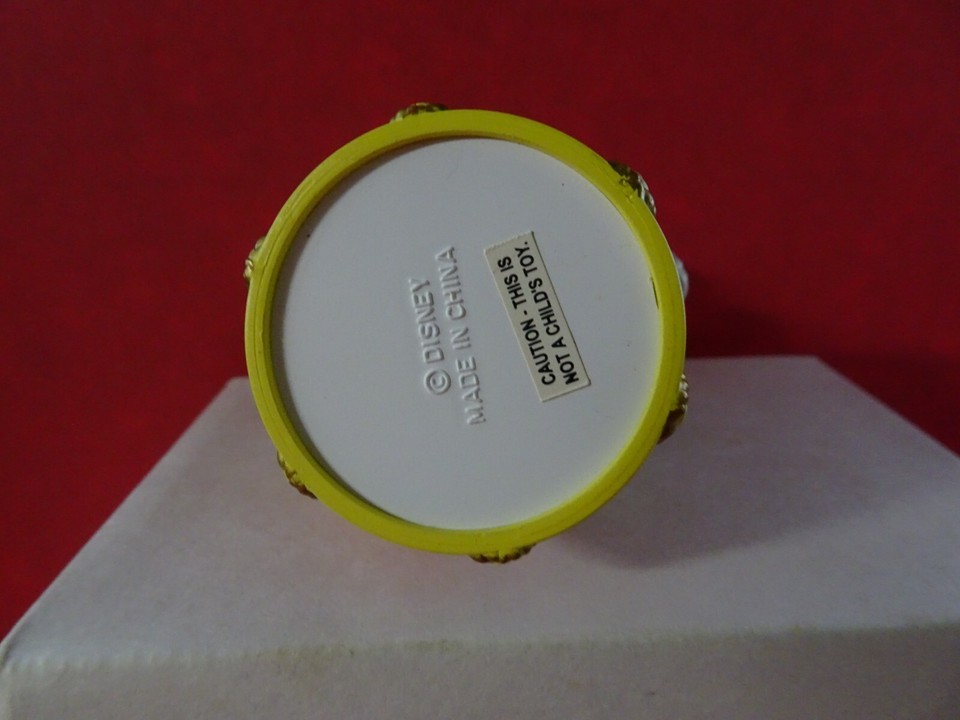 © DISNEY
MADE IN CHINA
CAUTION - THIS IS
NOT A CHILD'S TOY.